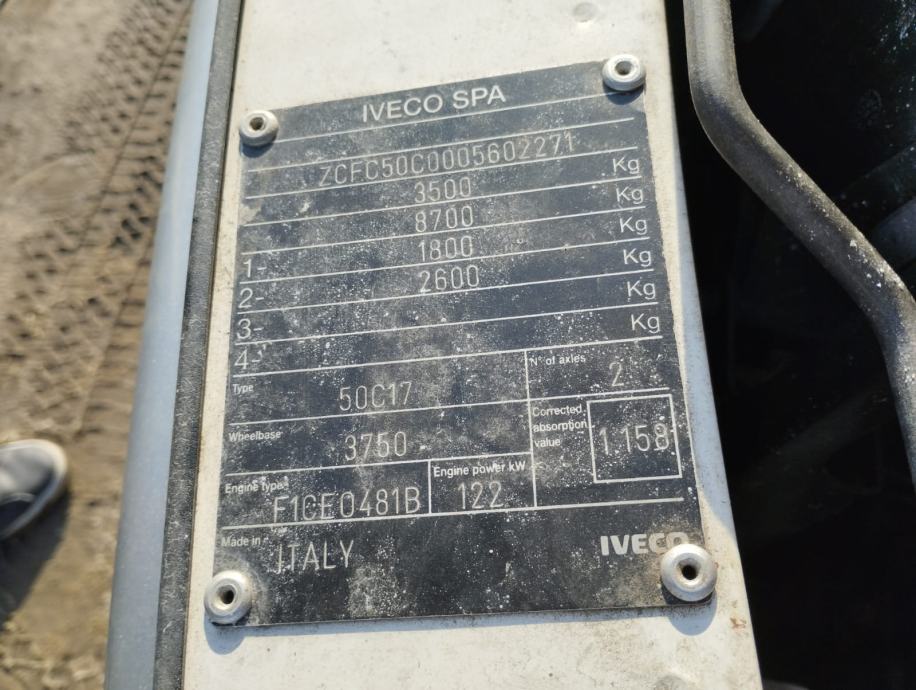 IVECO SPA
ZCFC50C0005602271
3500 Kg
8700 Kg
1- 1800 Kg
2- 2600 Kg
3- Kg
4- Kg
Type 50C17
N° of axles 2
Wheelbase 3750
Corrected absorption value 1.158
Engine type F1CE0481B
Engine power kW 122
Made in ITALY
IVECO